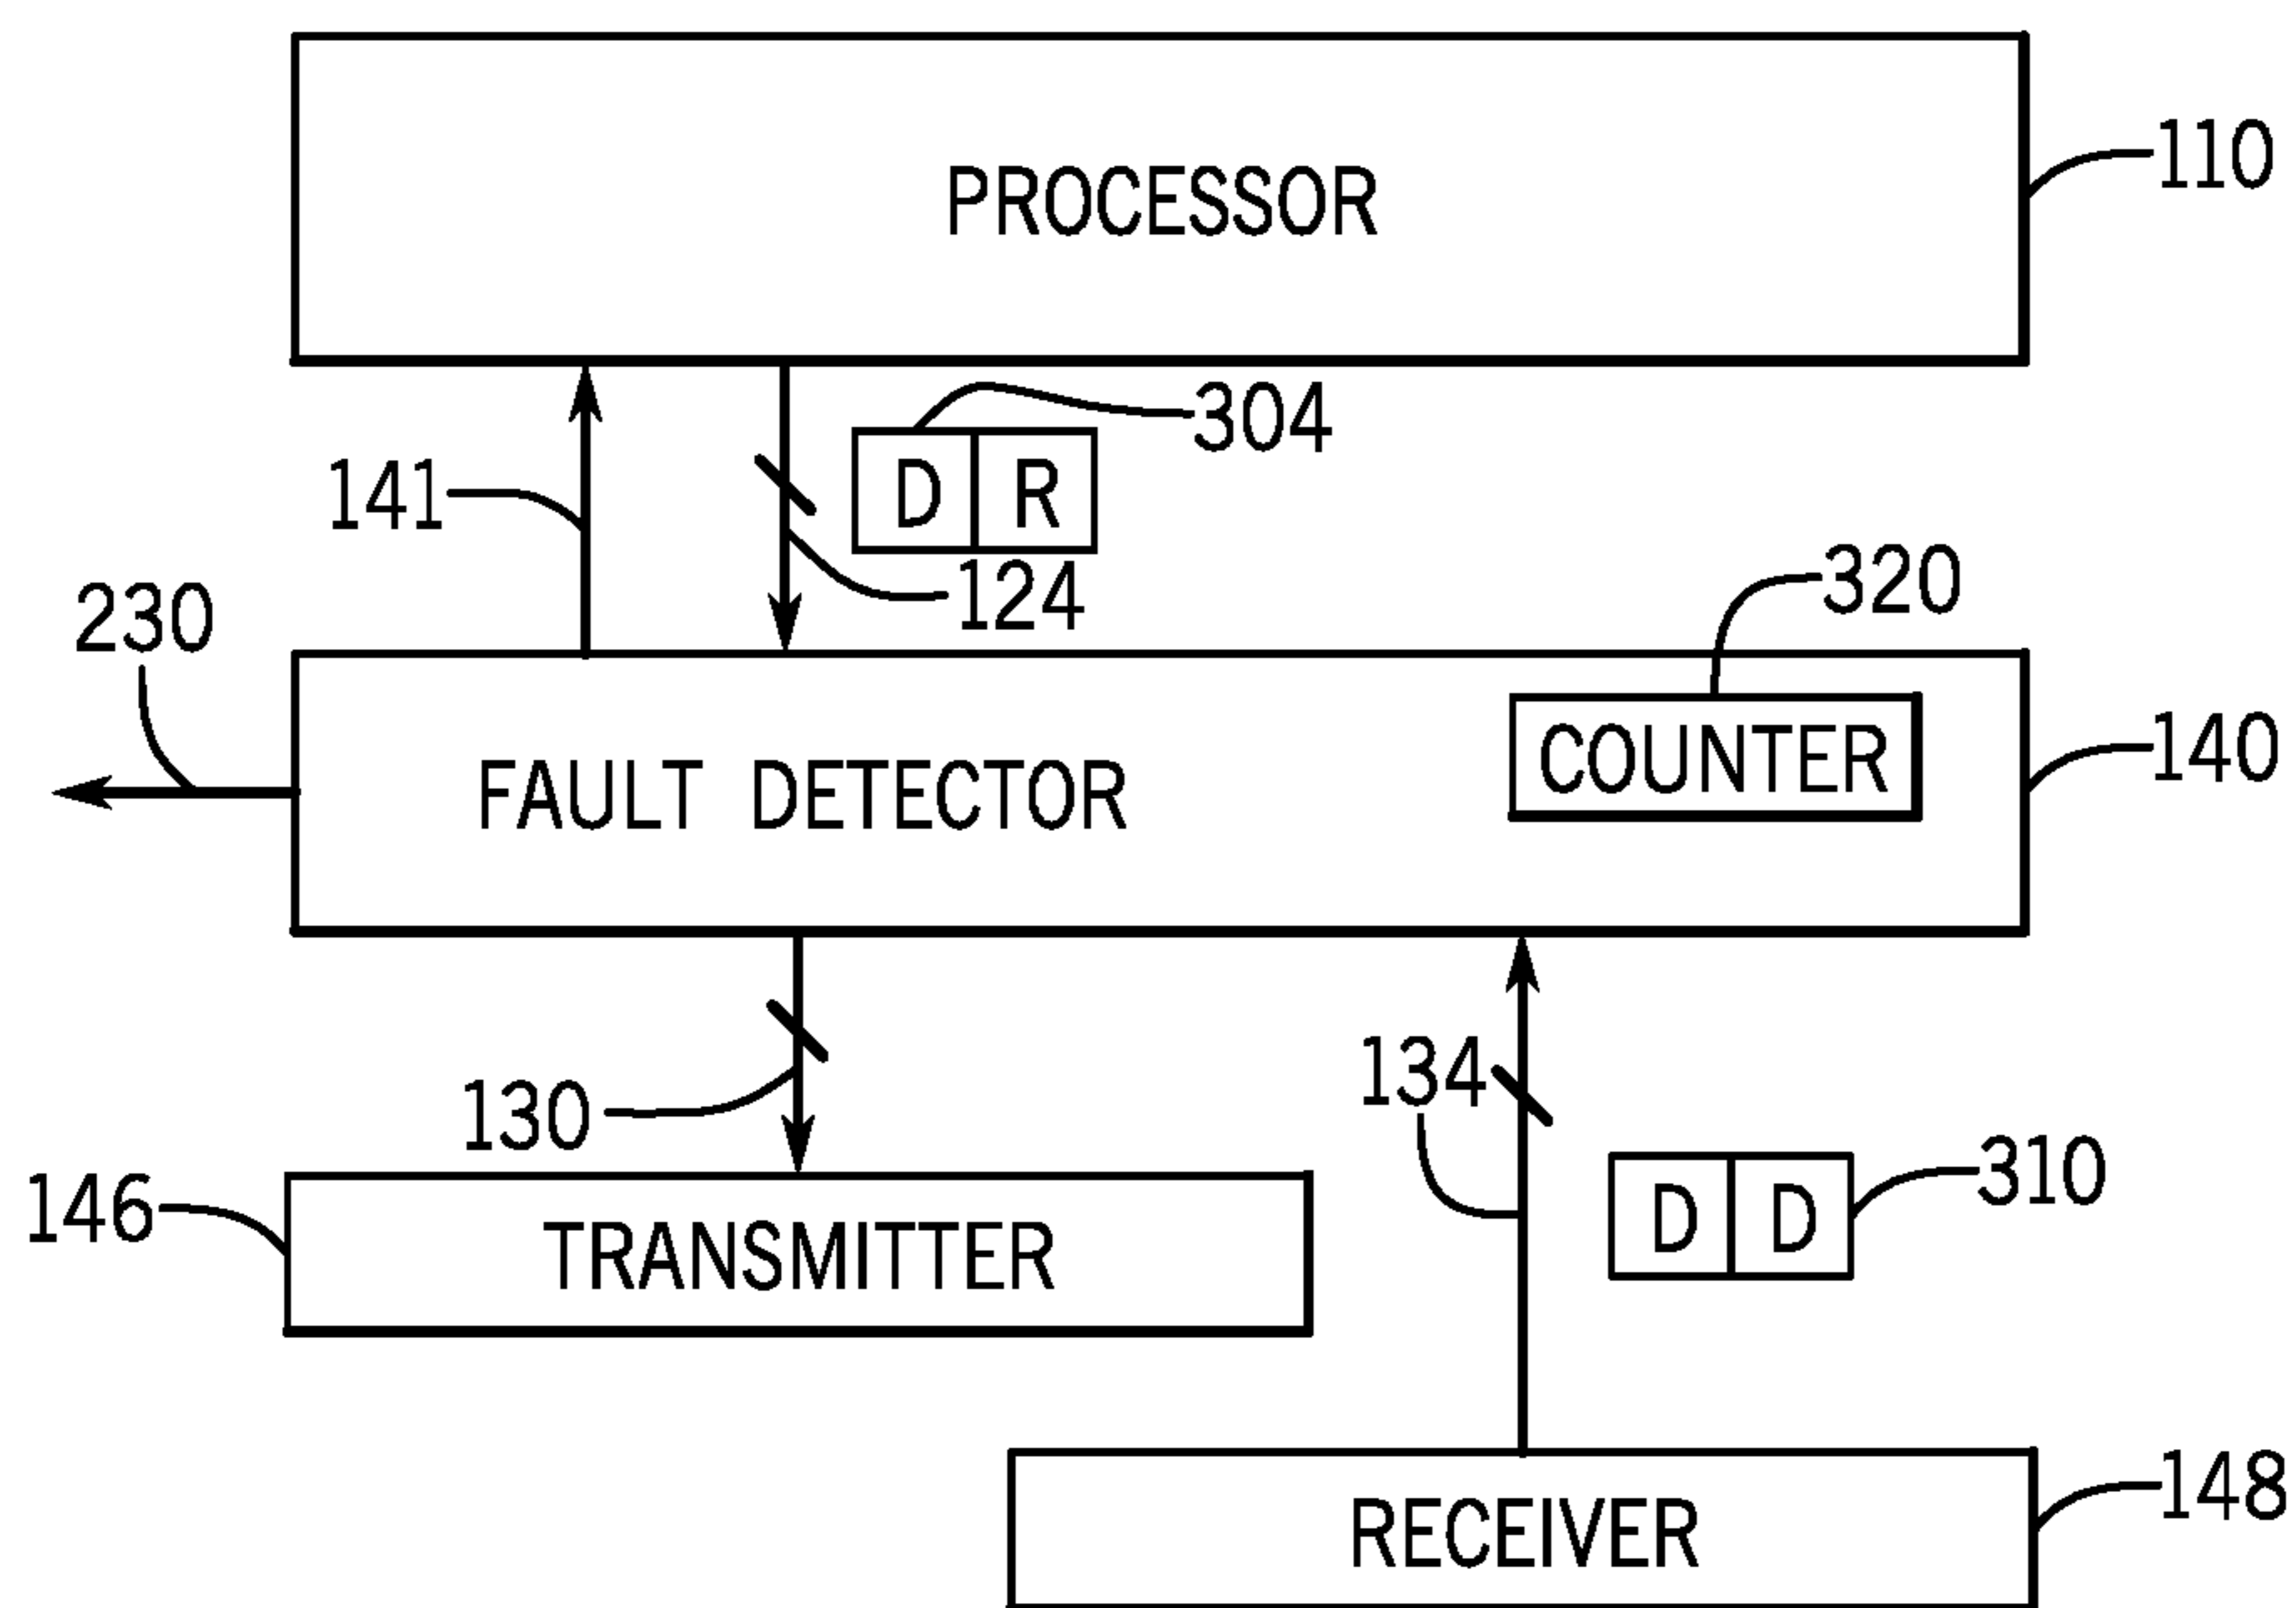 PROCESSOR
110
304
D R
141
124
320
230
COUNTER
FAULT DETECTOR
140
134
130
310
D D
146
TRANSMITTER
148
RECEIVER